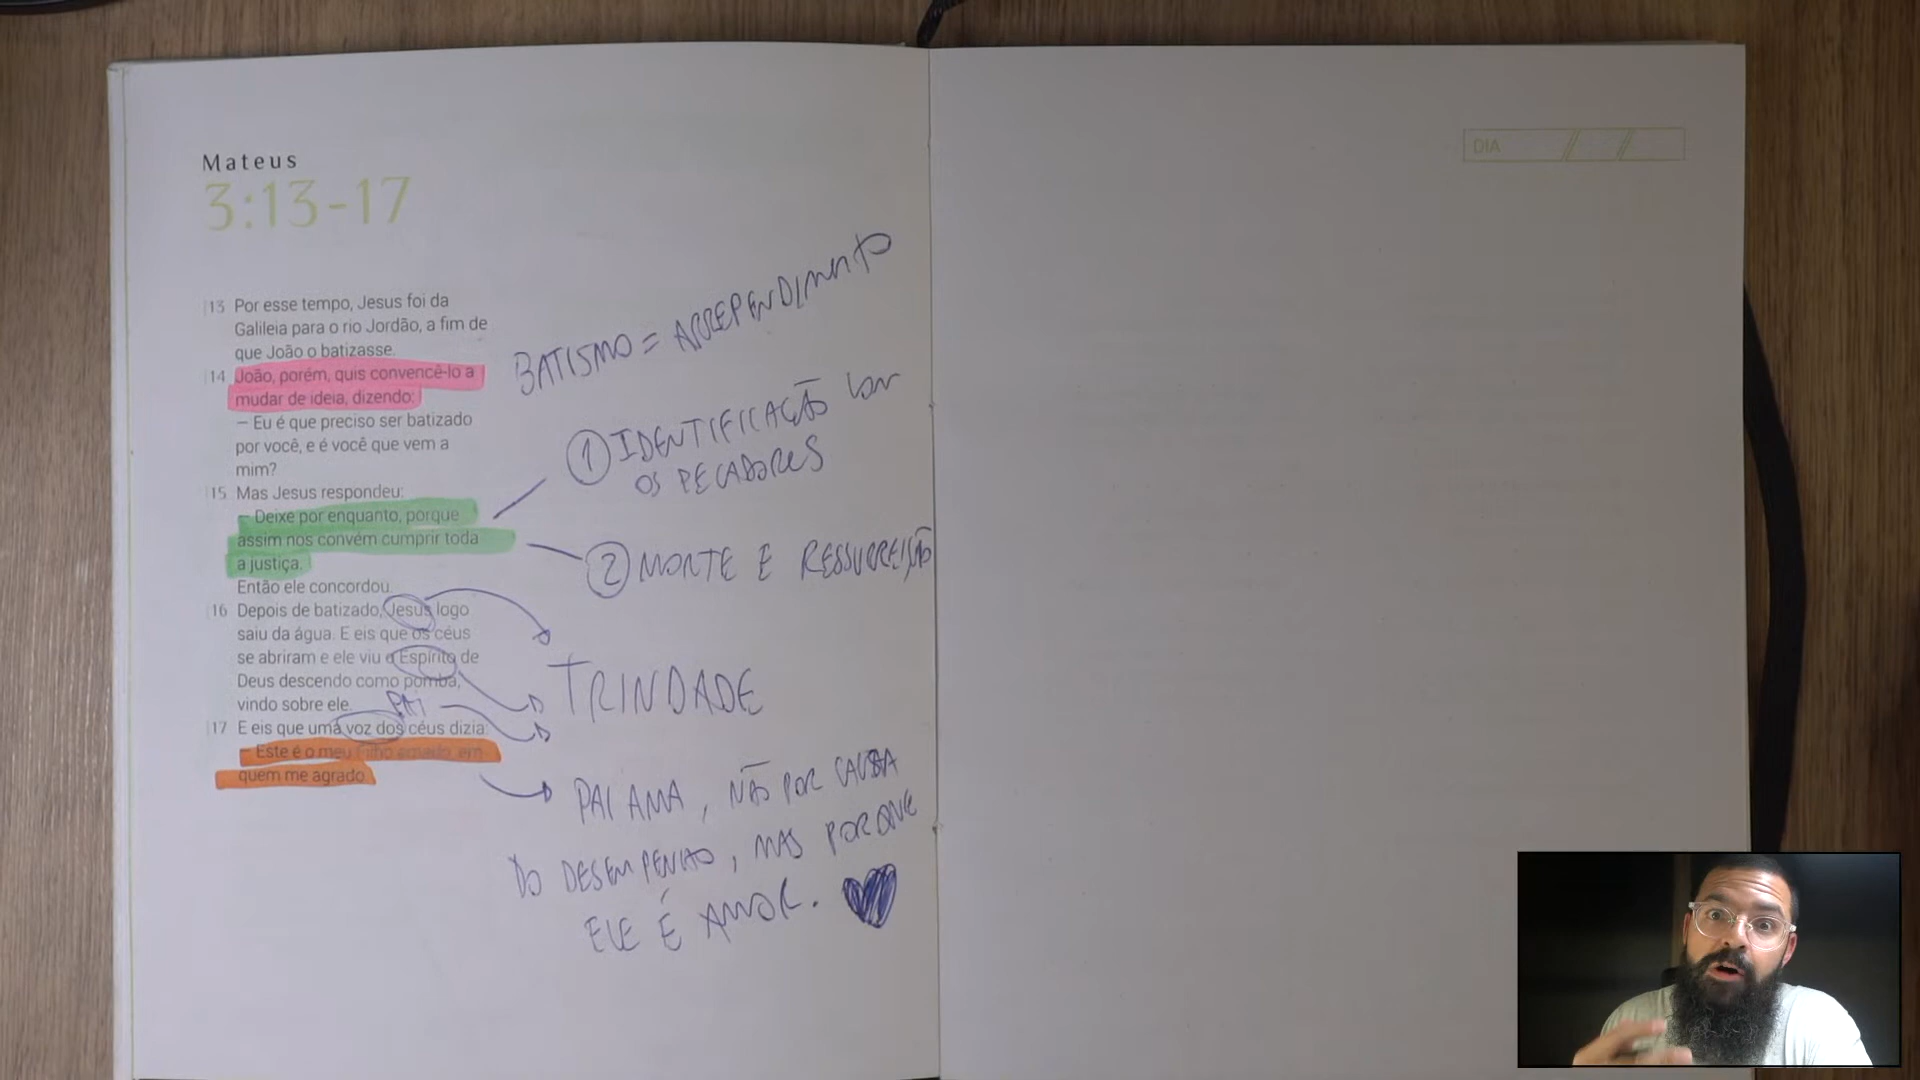 Mateus
3:13-17
DIA
13 Por esse tempo, Jesus foi da
Galileia para o rio Jordão, a fim de
que João o batizasse.
14 João, porém, quis convencê-lo a
mudar de ideia, dizendo:
– Eu é que preciso ser batizado
por você, e é você que vem a
mim?
15 Mas Jesus respondeu:
– Deixe por enquanto, porque
assim nos convém cumprir toda
a justiça.
Então ele concordou.
16 Depois de batizado, Jesus logo
saiu da água. E eis que os céus
se abriram e ele viu o Espírito de
Deus descendo como pomba,
vindo sobre ele.
PAI
17 E eis que uma voz dos céus dizia:
– Este é o meu Filho amado, em
quem me agrado.
BATISMO = ARREPENDIMENTO
1 IDENTIFICAÇÃO COM
OS PECADORES
2 MORTE E RESSURREIÇÃO
TRINDADE
PAI AMA, NÃO POR CAUSA
DO DESEMPENHO, MAS PORQUE
ELE É AMOR.